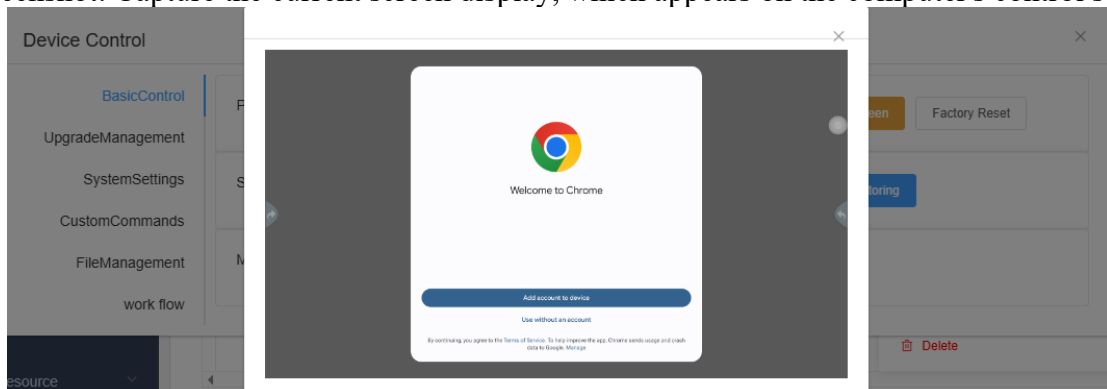 Device Control
BasicControl
UpgradeManagement
SystemSettings
CustomCommands
FileManagement
work flow
Factory Reset
Welcome to Chrome
Add account to device
Use without an account
By continuing, you agree to the Terms of Service. To help improve the app, Chrome sends usage and crash
data to Google. Manage
Delete